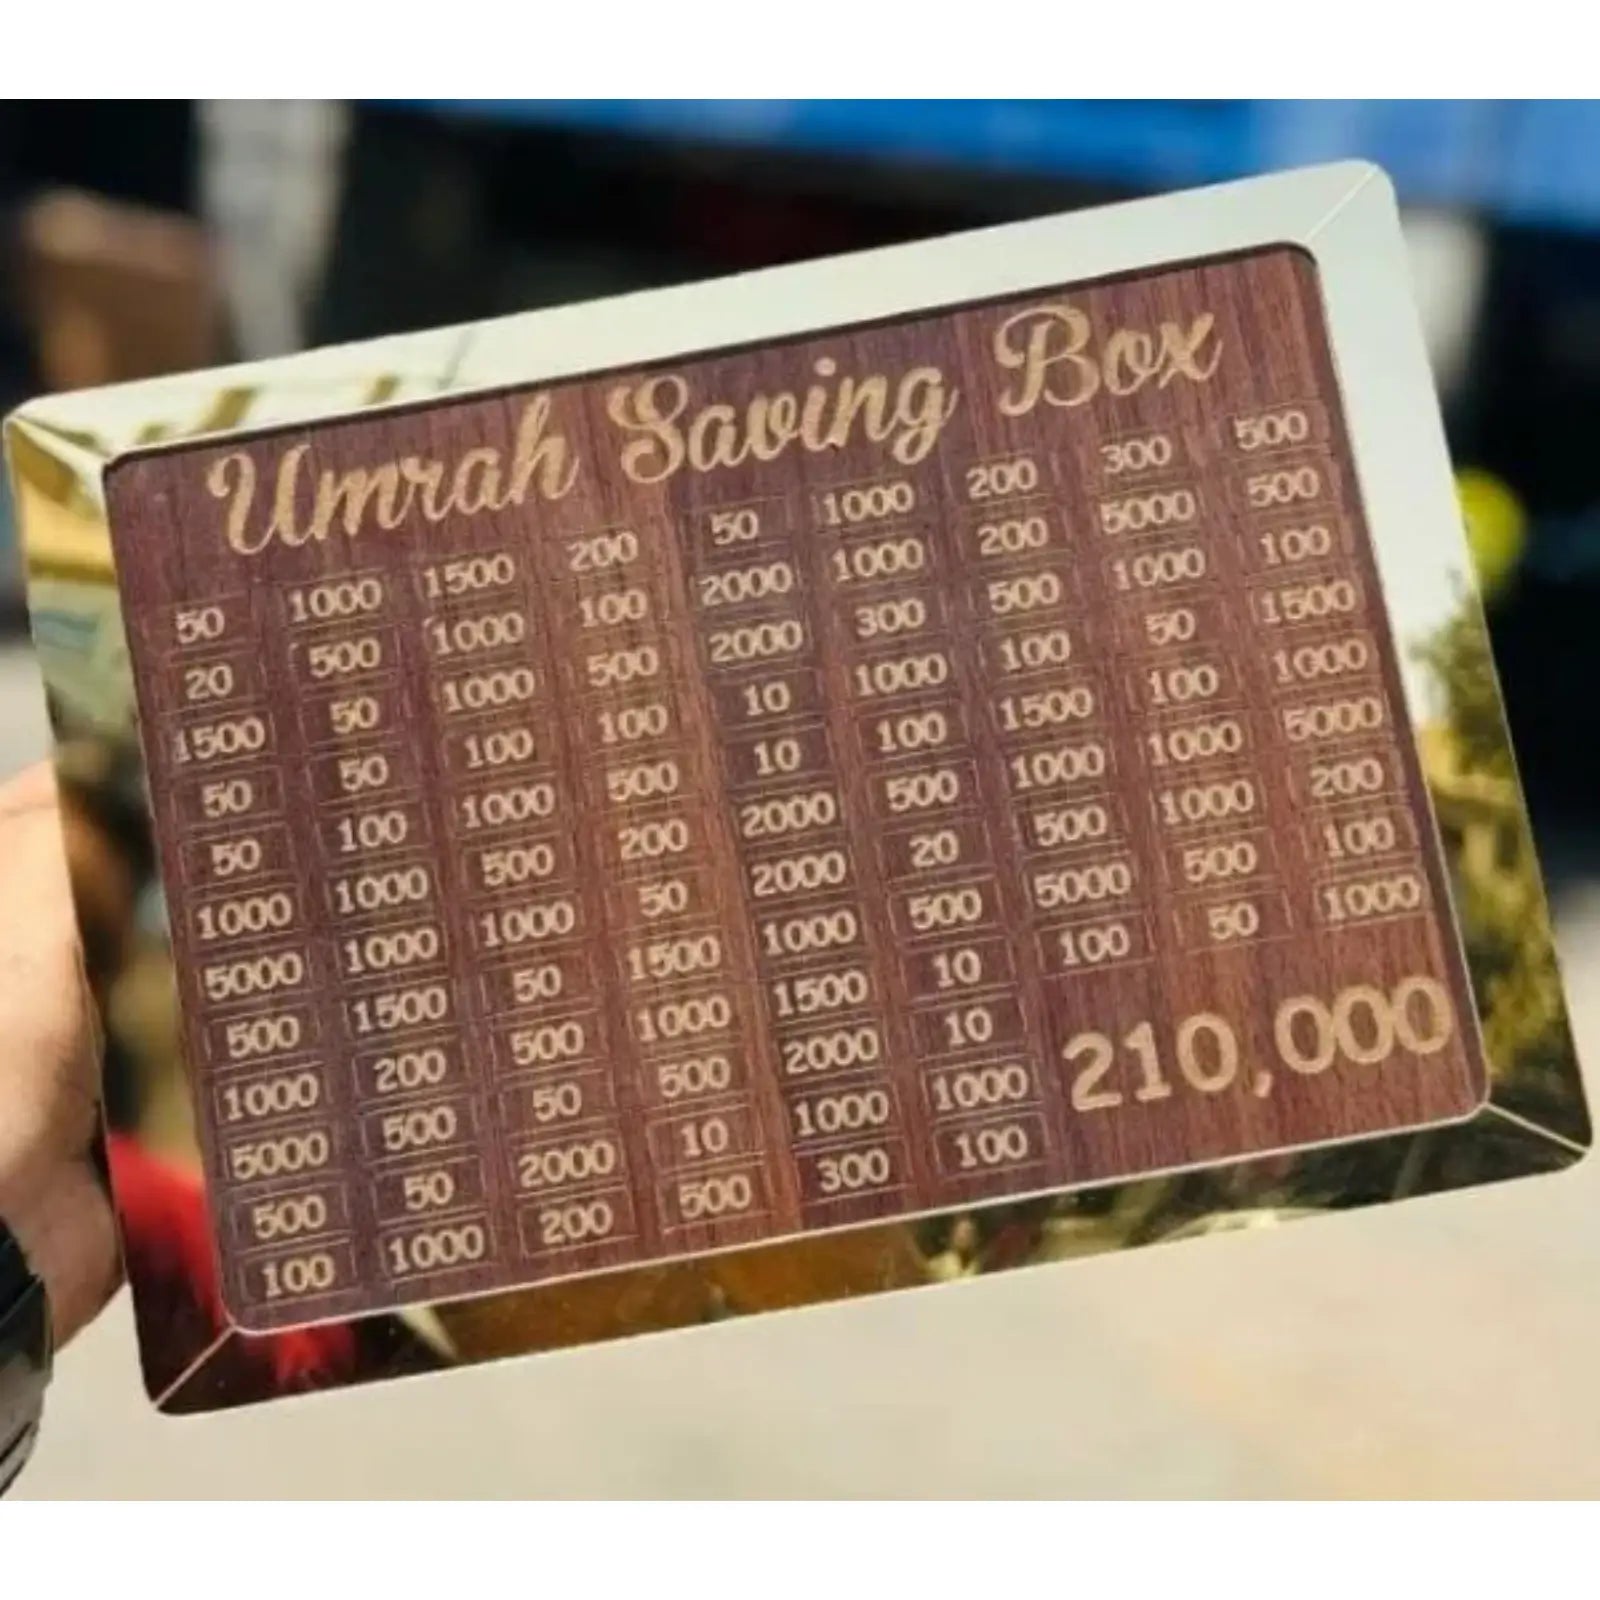 Umrah Saving Box
50 1000 1500 200 50 1000 200 300 500
20 500 1000 100 2000 1000 200 5000 500
1500 50 1000 500 2000 300 500 1000 100
50 50 100 100 10 1000 100 50 1500
50 100 1000 500 10 100 1500 100 1000
1000 1000 500 200 2000 500 1000 1000 5000
5000 1000 1000 50 2000 20 500 1000 200
500 1500 50 1500 1000 500 5000 500 100
1000 200 500 1000 1500 10 100 50 1000
5000 500 50 500 2000 10
500 50 2000 10 1000 1000
100 1000 200 500 300 100
210,000